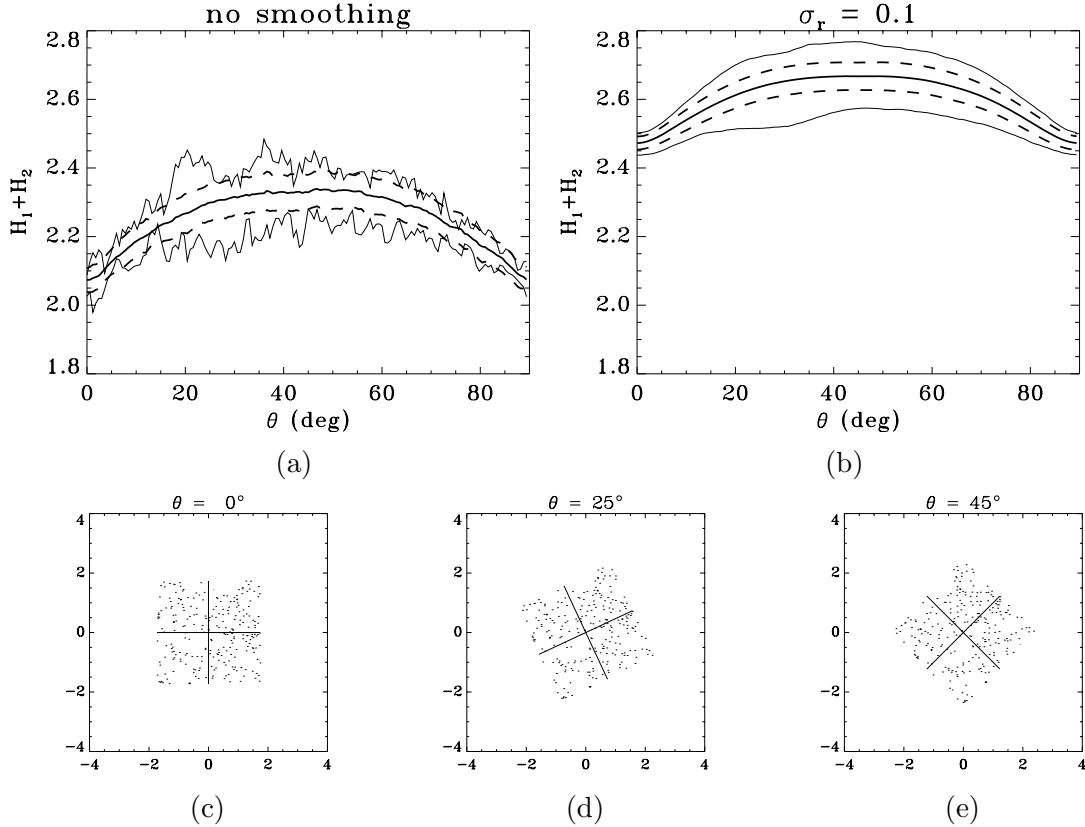 no smoothing
σr = 0.1
H1+H2
2.8
2.6
2.4
2.2
2.0
1.8
0 20 40 60 80
θ (deg)
(a)
H1+H2
2.8
2.6
2.4
2.2
2.0
1.8
0 20 40 60 80
θ (deg)
(b)
θ = 0°
4
2
0
−2
−4
−4 −2 0 2 4
(c)
θ = 25°
4
2
0
−2
−4
−4 −2 0 2 4
(d)
θ = 45°
4
2
0
−2
−4
−4 −2 0 2 4
(e)